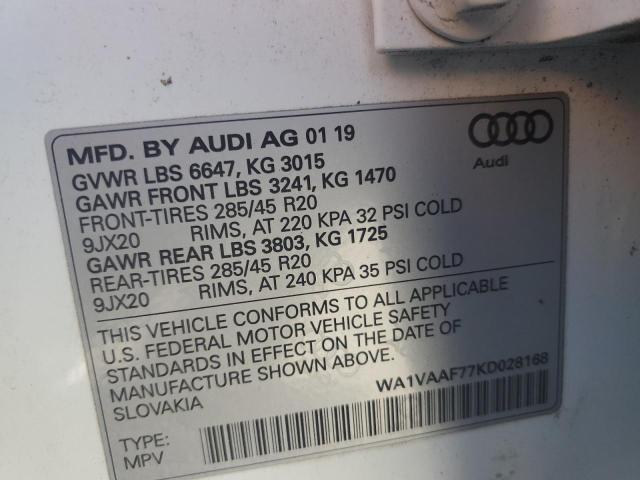 MFD. BY AUDI AG 01 19
GVWR LBS 6647, KG 3015
GAWR FRONT LBS 3241, KG 1470
FRONT-TIRES 285/45 R20
9JX20 RIMS, AT 220 KPA 32 PSI COLD
GAWR REAR LBS 3803, KG 1725
REAR-TIRES 285/45 R20
9JX20 RIMS, AT 240 KPA 35 PSI COLD
Audi
THIS VEHICLE CONFORMS TO ALL APPLICABLE
U.S. FEDERAL MOTOR VEHICLE SAFETY
STANDARDS IN EFFECT ON THE DATE OF
MANUFACTURE SHOWN ABOVE.
SLOVAKIA
WA1VAAF77KD028168
TYPE:
MPV